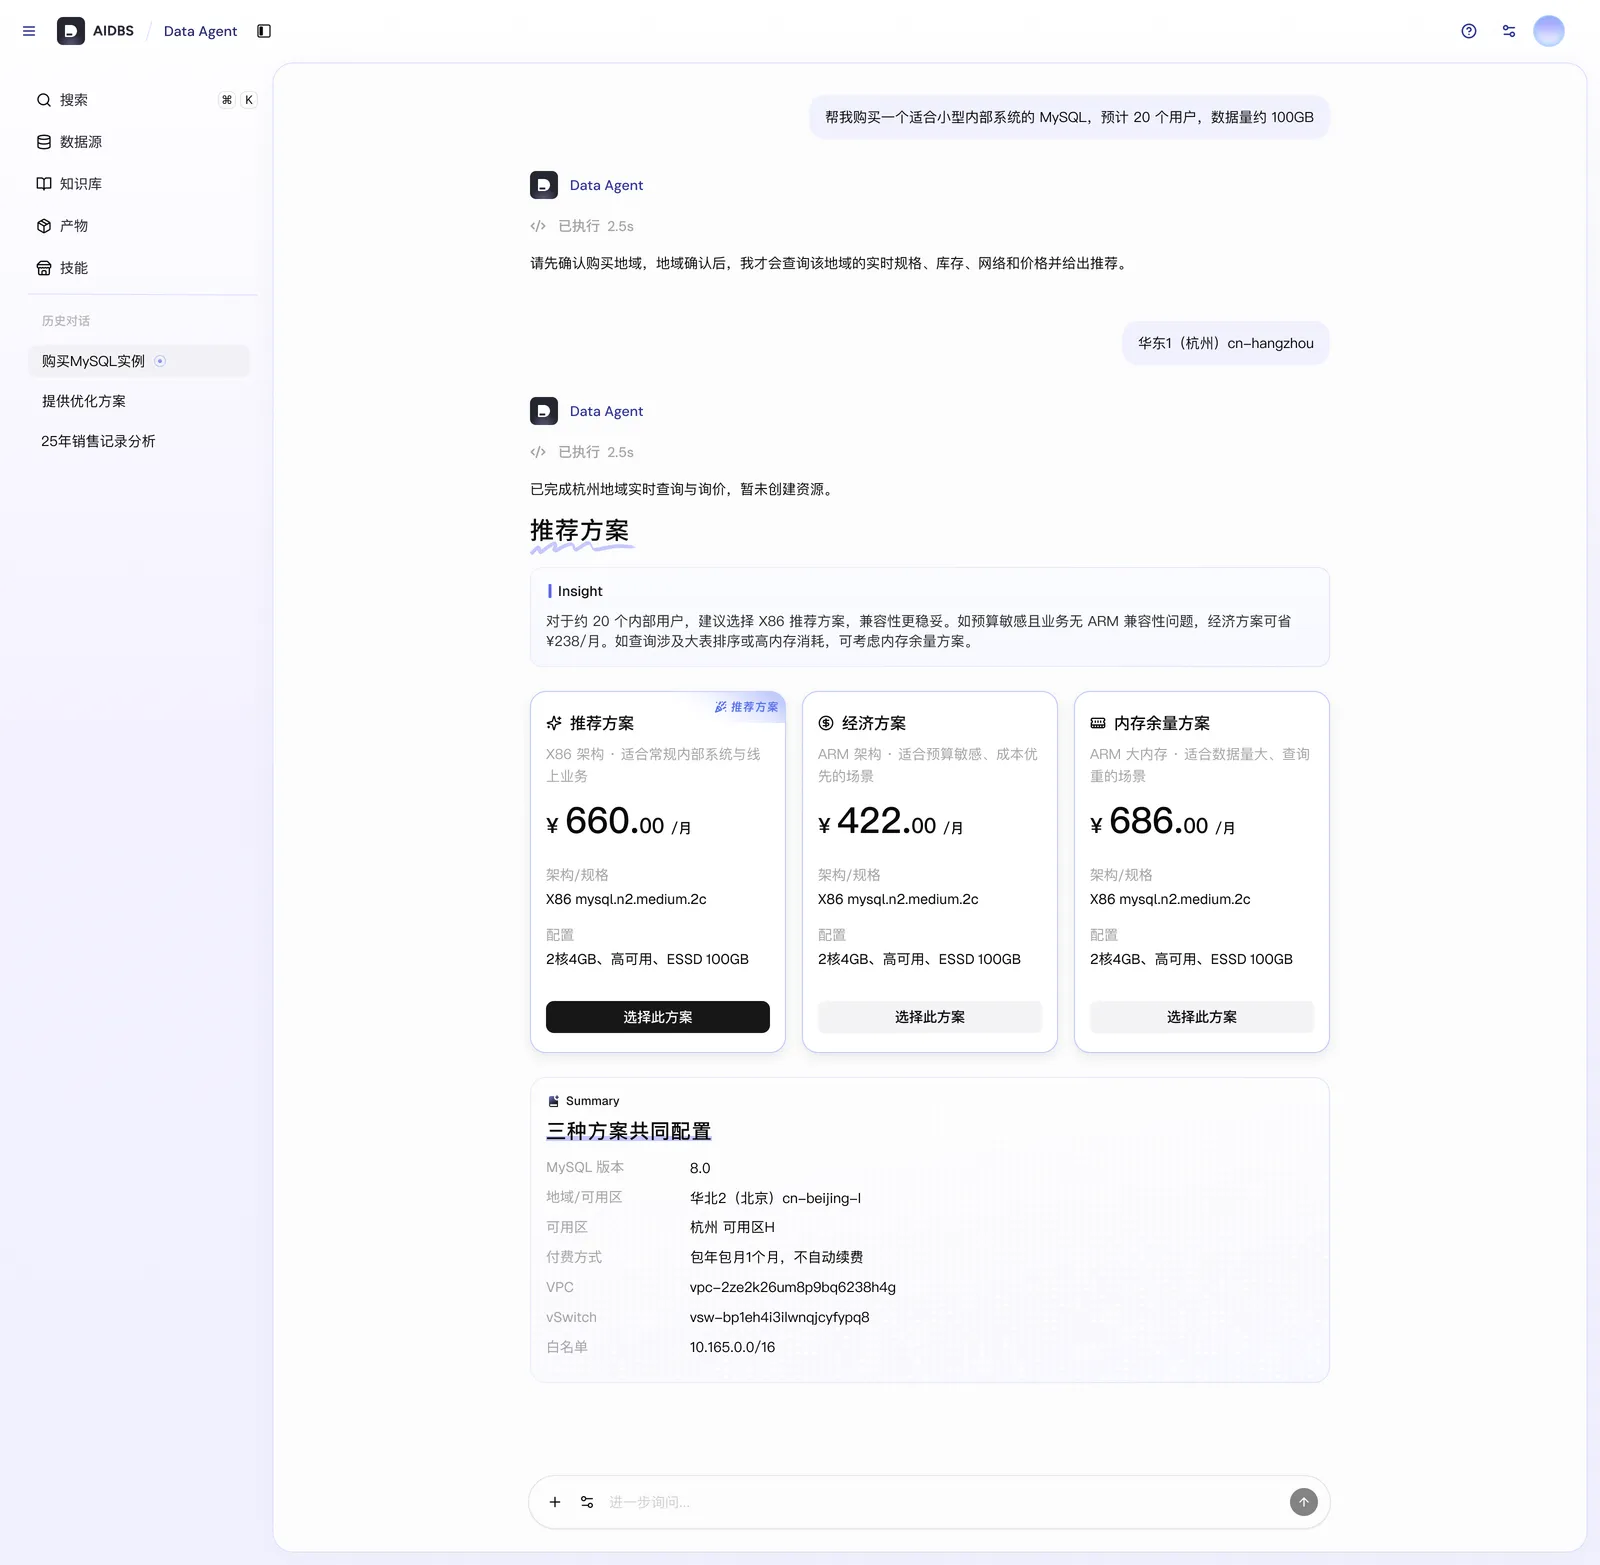 AIDBS / Data Agent
搜索 ⌘ K
数据源
知识库
产物
技能
历史对话
购买MySQL实例
提供优化方案
25年销售记录分析
帮我购买一个适合小型内部系统的 MySQL，预计 20 个用户，数据量约 100GB
Data Agent
已执行 2.5s
请先确认购买地域，地域确认后，我才会查询该地域的实时规格、库存、网络和价格并给出推荐。
华东1（杭州）cn-hangzhou
Data Agent
已执行 2.5s
已完成杭州地域实时查询与询价，暂未创建资源。
推荐方案
Insight
对于约 20 个内部用户，建议选择 X86 推荐方案，兼容性更稳妥。如预算敏感且业务无 ARM 兼容性问题，经济方案可省
¥238/月。如查询涉及大表排序或高内存消耗，可考虑内存余量方案。
推荐方案
推荐方案
X86 架构 · 适合常规内部系统与线
上业务
¥ 660.00 /月
架构/规格
X86 mysql.n2.medium.2c
配置
2核4GB、高可用、ESSD 100GB
选择此方案
经济方案
ARM 架构 · 适合预算敏感、成本优
先的场景
¥ 422.00 /月
架构/规格
X86 mysql.n2.medium.2c
配置
2核4GB、高可用、ESSD 100GB
选择此方案
内存余量方案
ARM 大内存 · 适合数据量大、查询
重的场景
¥ 686.00 /月
架构/规格
X86 mysql.n2.medium.2c
配置
2核4GB、高可用、ESSD 100GB
选择此方案
Summary
三种方案共同配置
MySQL 版本 8.0
地域/可用区 华北2（北京）cn-beijing-l
可用区 杭州 可用区H
付费方式 包年包月1个月，不自动续费
VPC vpc-2ze2k26um8p9bq6238h4g
vSwitch vsw-bp1eh4i3ilwnqjcyfypq8
白名单 10.165.0.0/16
进一步询问...